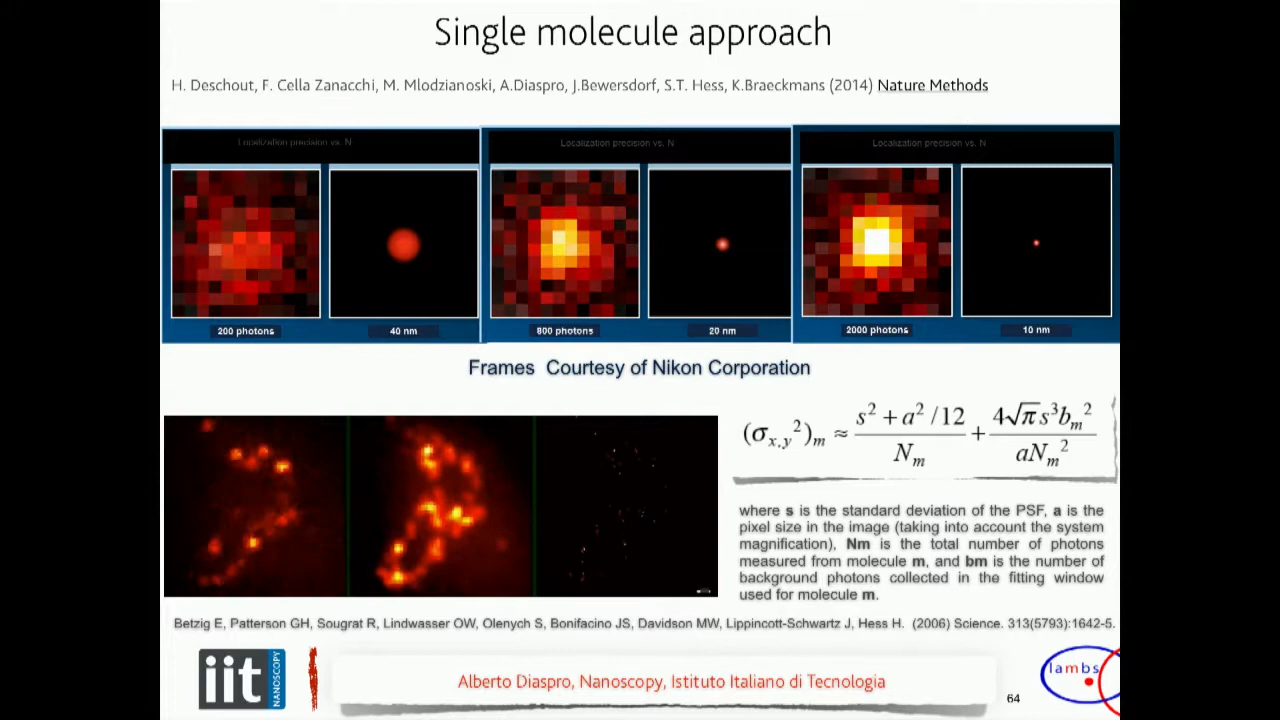 Single molecule approach
H. Deschout, F. Cella Zanacchi, M. Mlodzianoski, A.Diaspro, J.Bewersdorf, S.T. Hess, K.Braeckmans (2014) Nature Methods
Localization precision vs. N
Localization precision vs. N
Localization precision vs. N
200 photons
40 nm
800 photons
20 nm
2000 photons
10 nm
Frames Courtesy of Nikon Corporation
(σx,y²)m ≈ (s² + a²/12)/Nm + (4√π s³bm²)/(aNm²)
where s is the standard deviation of the PSF, a is the
pixel size in the image (taking into account the system
magnification), Nm is the total number of photons
measured from molecule m, and bm is the number of
background photons collected in the fitting window
used for molecule m.
Betzig E, Patterson GH, Sougrat R, Lindwasser OW, Olenych S, Bonifacino JS, Davidson MW, Lippincott-Schwartz J, Hess H. (2006) Science. 313(5793):1642-5.
iit
NANOSCOPY
Alberto Diaspro, Nanoscopy, Istituto Italiano di Tecnologia
64
lambs